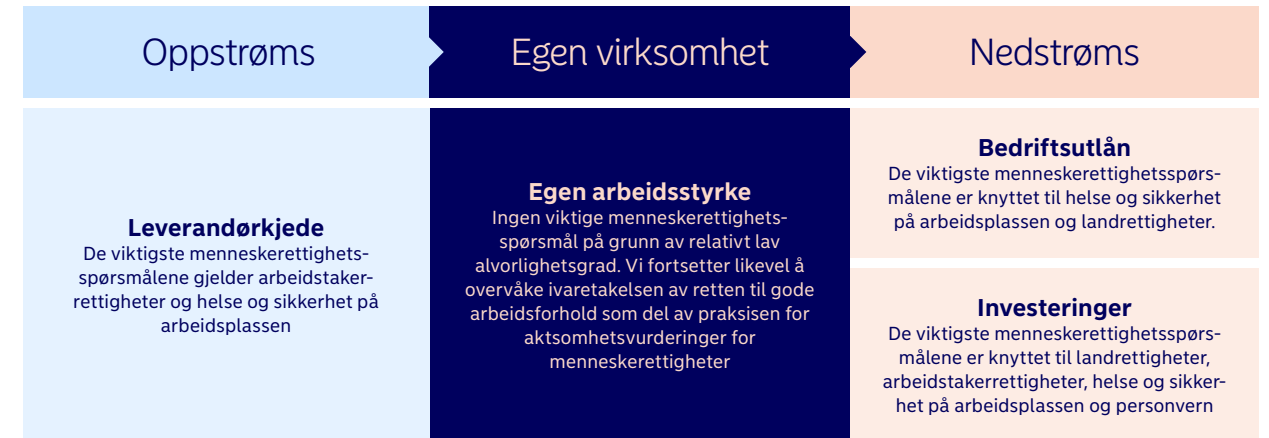 Oppstrøms
Egen virksomhet
Nedstrøms
Leverandørkjede
De viktigste menneskerettighets-
spørsmålene gjelder arbeidstaker-
rettigheter og helse og sikkerhet på
arbeidsplassen
Egen arbeidsstyrke
Ingen viktige menneskerettighets-
spørsmål på grunn av relativt lav
alvorlighetsgrad. Vi fortsetter likevel å
overvåke ivaretakelsen av retten til gode
arbeidsforhold som del av praksisen for
aktsomhetsvurderinger for
menneskerettigheter
Bedriftsutlån
De viktigste menneskerettighetsspørs-
målene er knyttet til helse og sikkerhet
på arbeidsplassen og landrettigheter.
Investeringer
De viktigste menneskerettighetsspørs-
målene er knyttet til landrettigheter,
arbeidstakerrettigheter, helse og sikker-
het på arbeidsplassen og personvern